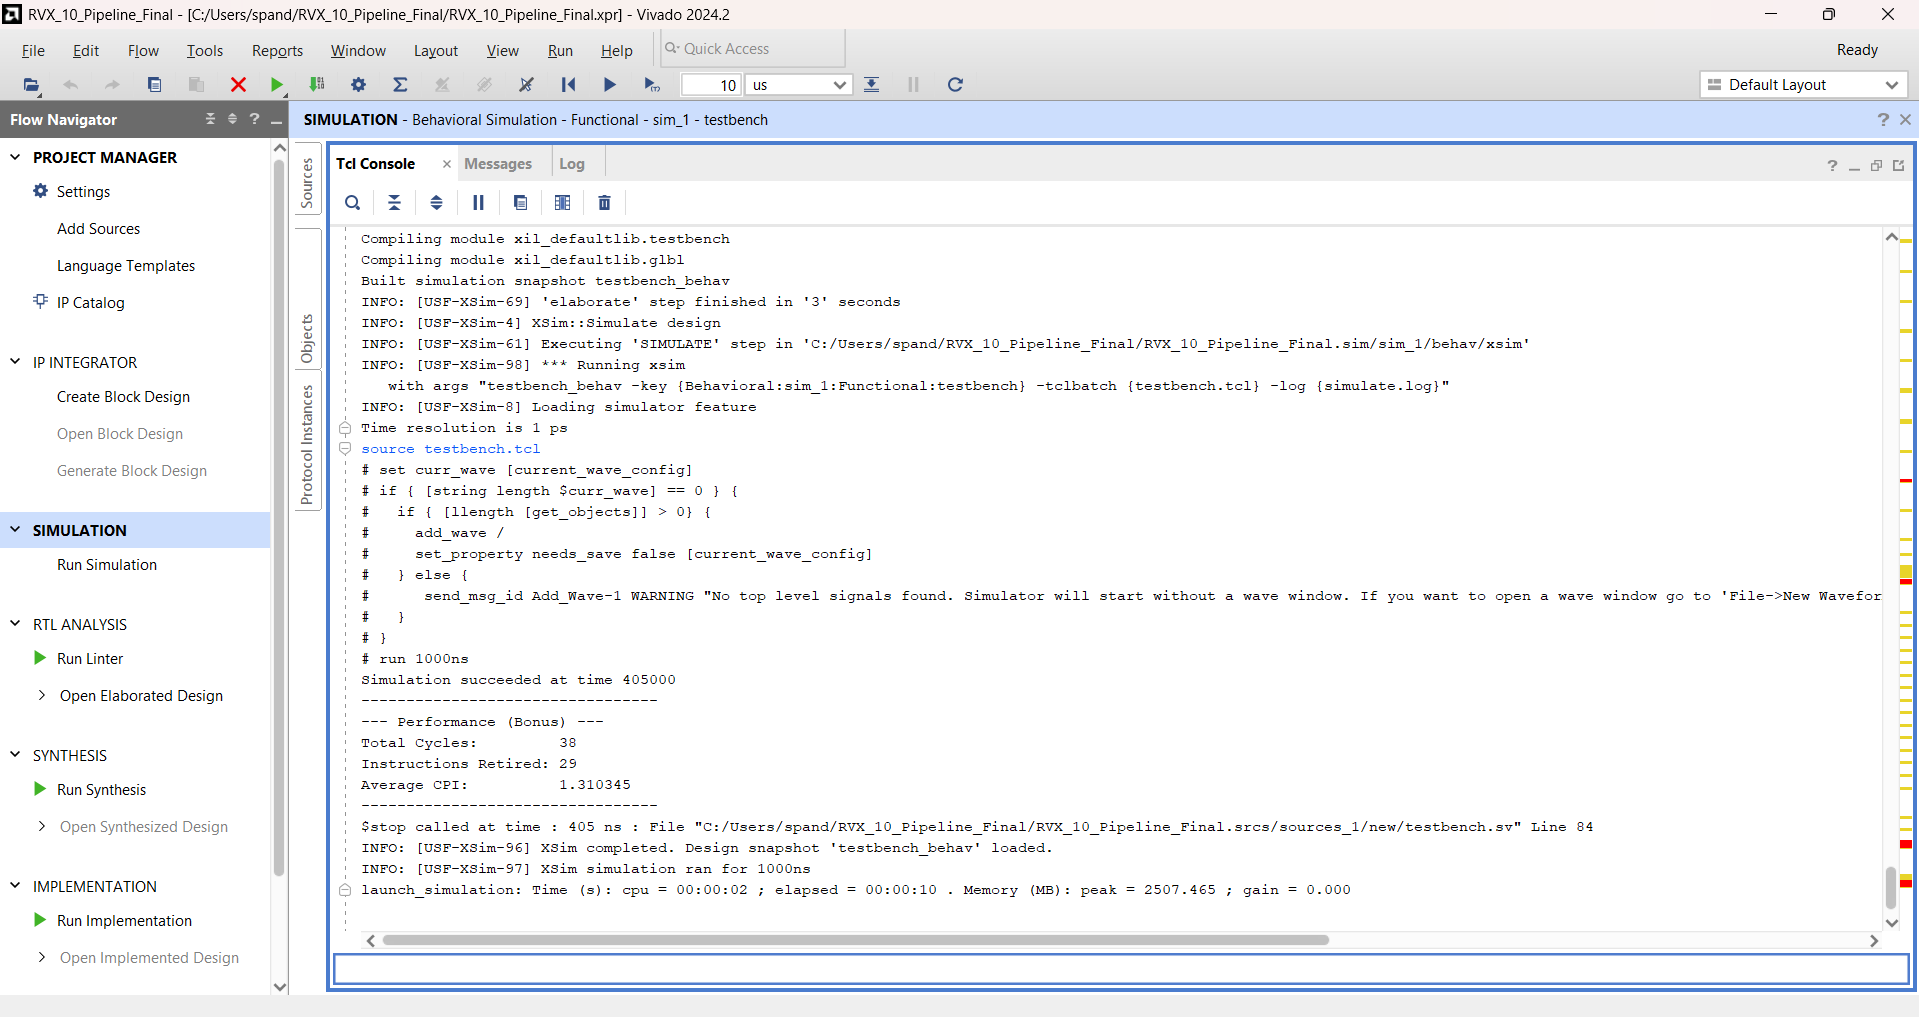 RVX_10_Pipeline_Final - [C:/Users/spand/RVX_10_Pipeline_Final/RVX_10_Pipeline_Final.xpr] - Vivado 2024.2
File Edit Flow Tools Reports Window Layout View Run Help Quick Access Ready
10 us Default Layout
Flow Navigator
SIMULATION - Behavioral Simulation - Functional - sim_1 - testbench
PROJECT MANAGER
Settings
Add Sources
Language Templates
IP Catalog
IP INTEGRATOR
Create Block Design
Open Block Design
Generate Block Design
SIMULATION
Run Simulation
RTL ANALYSIS
Run Linter
Open Elaborated Design
SYNTHESIS
Run Synthesis
Open Synthesized Design
IMPLEMENTATION
Run Implementation
Open Implemented Design
Sources
Objects
Protocol Instances
Tcl Console Messages Log
Compiling module xil_defaultlib.testbench
Compiling module xil_defaultlib.glbl
Built simulation snapshot testbench_behav
INFO: [USF-XSim-69] 'elaborate' step finished in '3' seconds
INFO: [USF-XSim-4] XSim::Simulate design
INFO: [USF-XSim-61] Executing 'SIMULATE' step in 'C:/Users/spand/RVX_10_Pipeline_Final/RVX_10_Pipeline_Final.sim/sim_1/behav/xsim'
INFO: [USF-XSim-98] *** Running xsim
with args "testbench_behav -key {Behavioral:sim_1:Functional:testbench} -tclbatch {testbench.tcl} -log {simulate.log}"
INFO: [USF-XSim-8] Loading simulator feature
Time resolution is 1 ps
source testbench.tcl
# set curr_wave [current_wave_config]
# if { [string length $curr_wave] == 0 } {
#   if { [llength [get_objects]] > 0} {
#     add_wave /
#     set_property needs_save false [current_wave_config]
#   } else {
#      send_msg_id Add_Wave-1 WARNING "No top level signals found. Simulator will start without a wave window. If you want to open a wave window go to 'File->New Wavefor
#   }
# }
# run 1000ns
Simulation succeeded at time 405000
---------------------------------
--- Performance (Bonus) ---
Total Cycles:         38
Instructions Retired: 29
Average CPI:          1.310345
---------------------------------
$stop called at time : 405 ns : File "C:/Users/spand/RVX_10_Pipeline_Final/RVX_10_Pipeline_Final.srcs/sources_1/new/testbench.sv" Line 84
INFO: [USF-XSim-96] XSim completed. Design snapshot 'testbench_behav' loaded.
INFO: [USF-XSim-97] XSim simulation ran for 1000ns
launch_simulation: Time (s): cpu = 00:00:02 ; elapsed = 00:00:10 . Memory (MB): peak = 2507.465 ; gain = 0.000